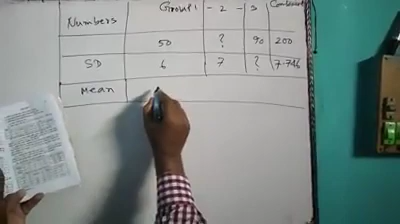 Numbers Group 1 - 2 - 3 Combined
50 ? 90 200
SD 6 7 ? 7.746
Mean